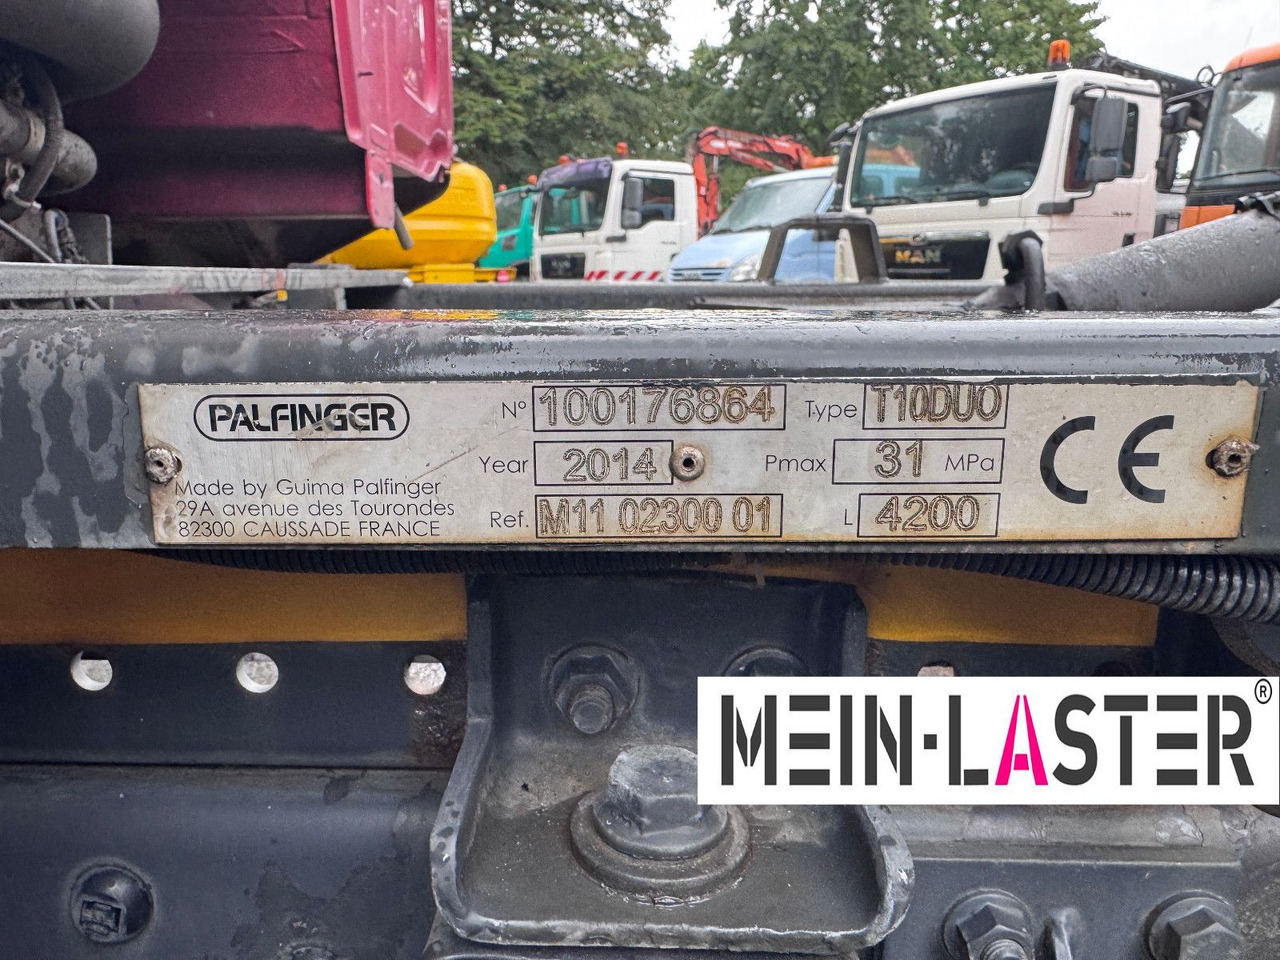 MAN
PALFINGER
Nº 100176864 Type T10DUO
Year 2014 Pmax 31 MPa
Made by Guima Palfinger
29A avenue des Tourondes
82300 CAUSSADE FRANCE
Ref. M11 02300 01 L 4200
CE
MEIN-LASTER®